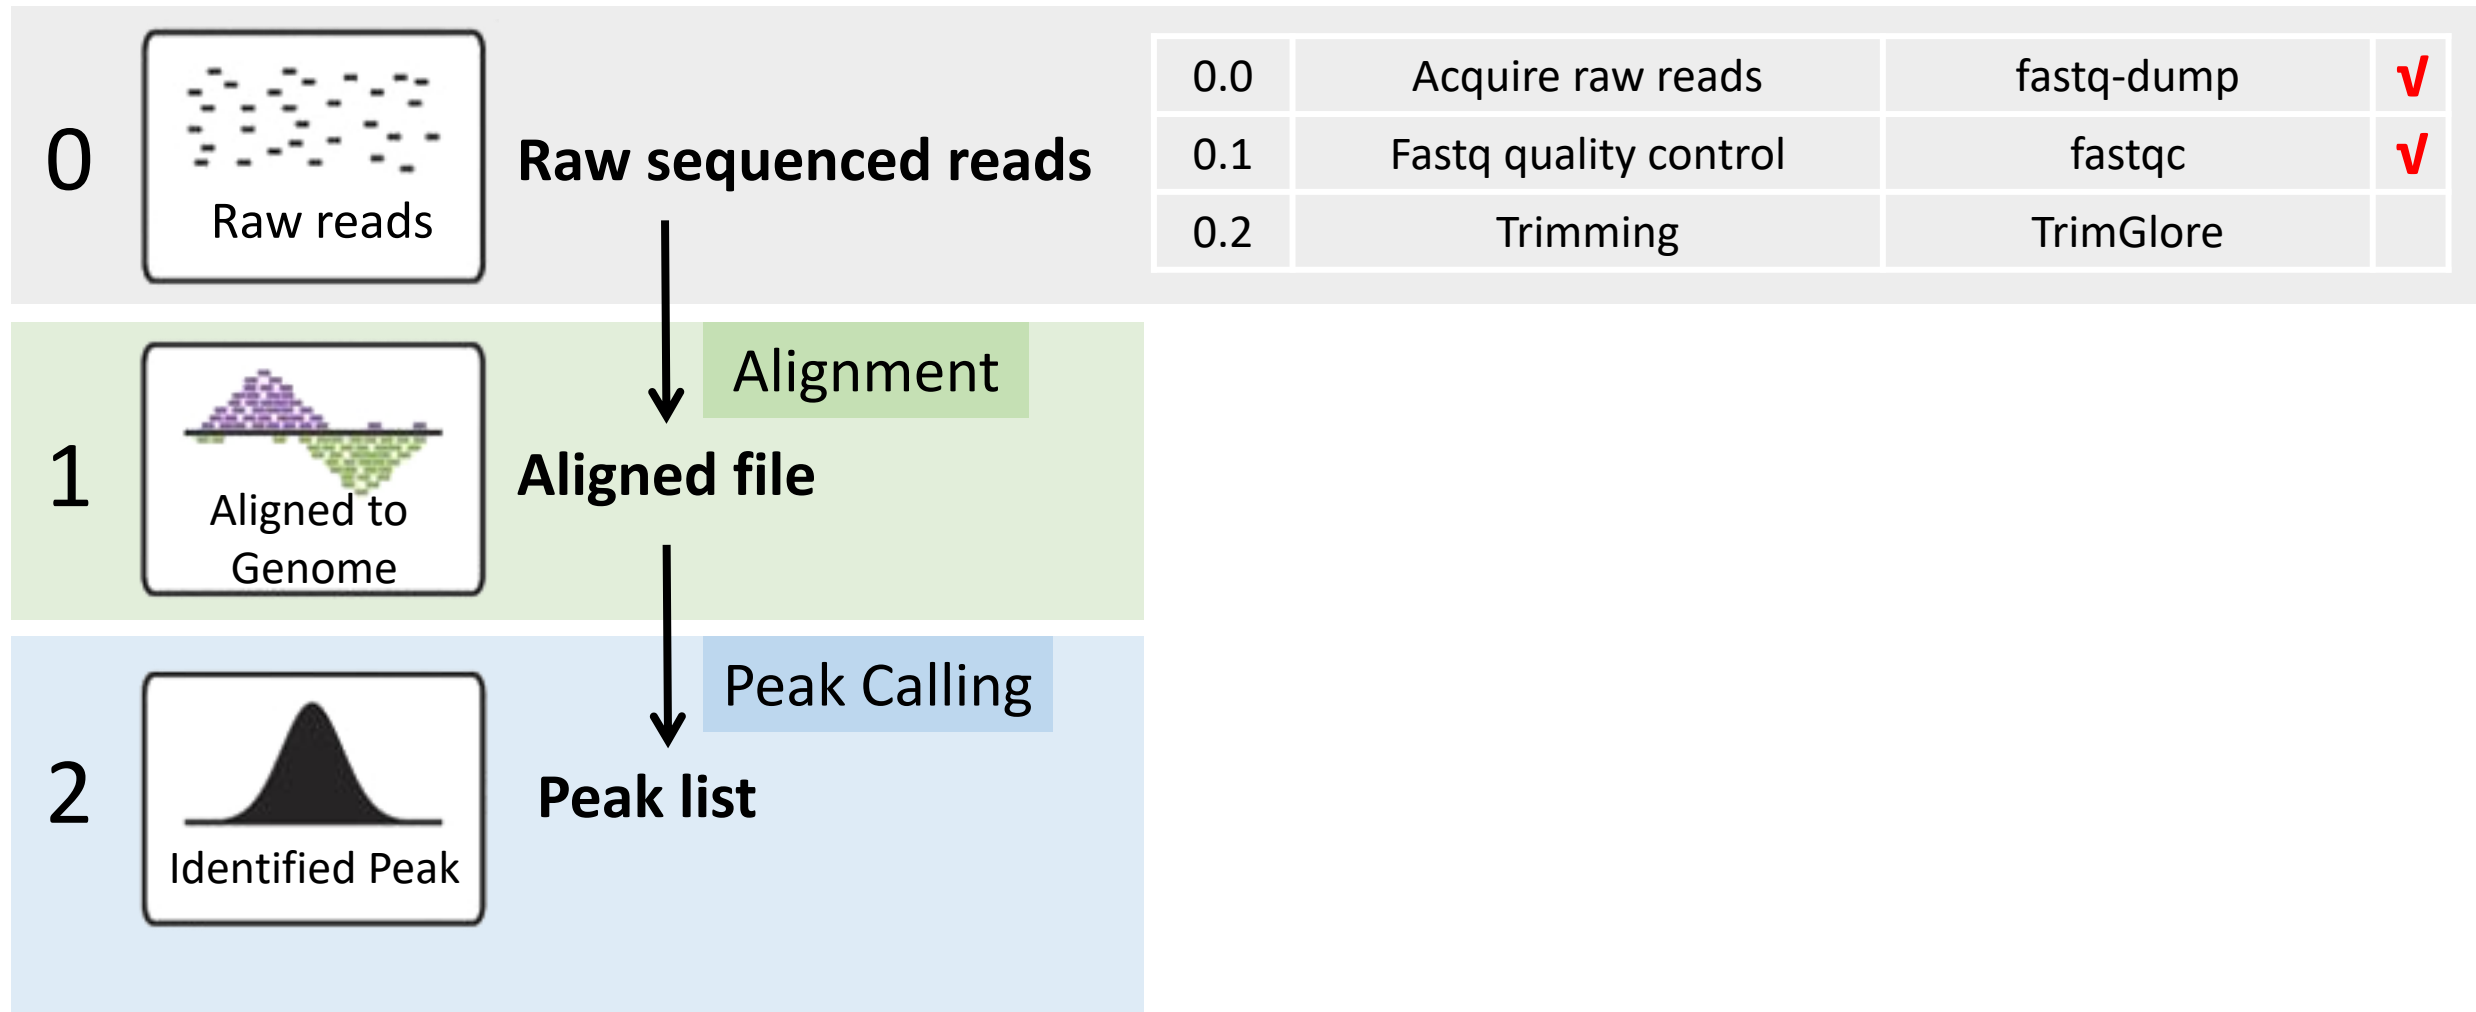 0
Raw reads
Raw sequenced reads
0.0 Acquire raw reads fastq-dump √
0.1 Fastq quality control fastqc √
0.2 Trimming TrimGlore
Alignment
1
Aligned to
Genome
Aligned file
Peak Calling
2
Identified Peak
Peak list